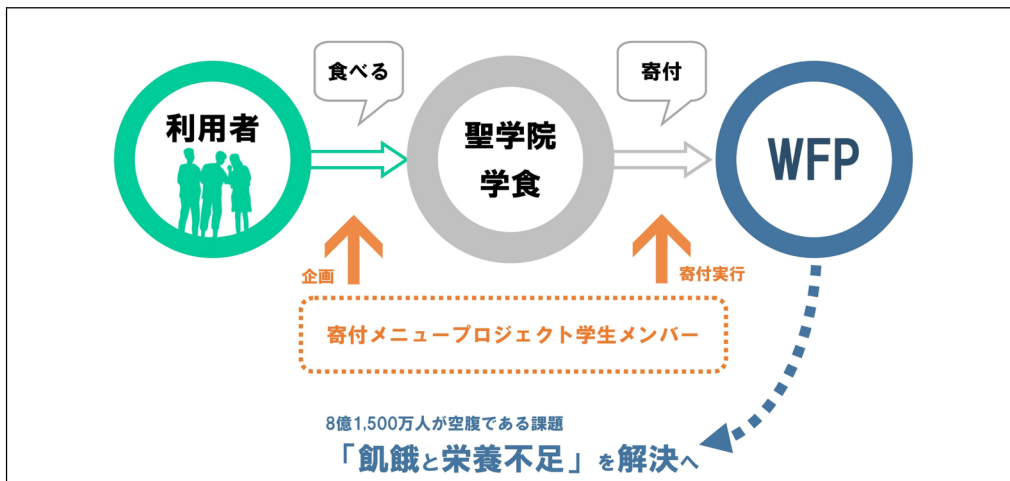 食べる
寄付
利用者
聖学院
学食
WFP
企画
寄付実行
寄付メニュープロジェクト学生メンバー
8億1,500万人が空腹である課題
「飢餓と栄養不足」を解決へ